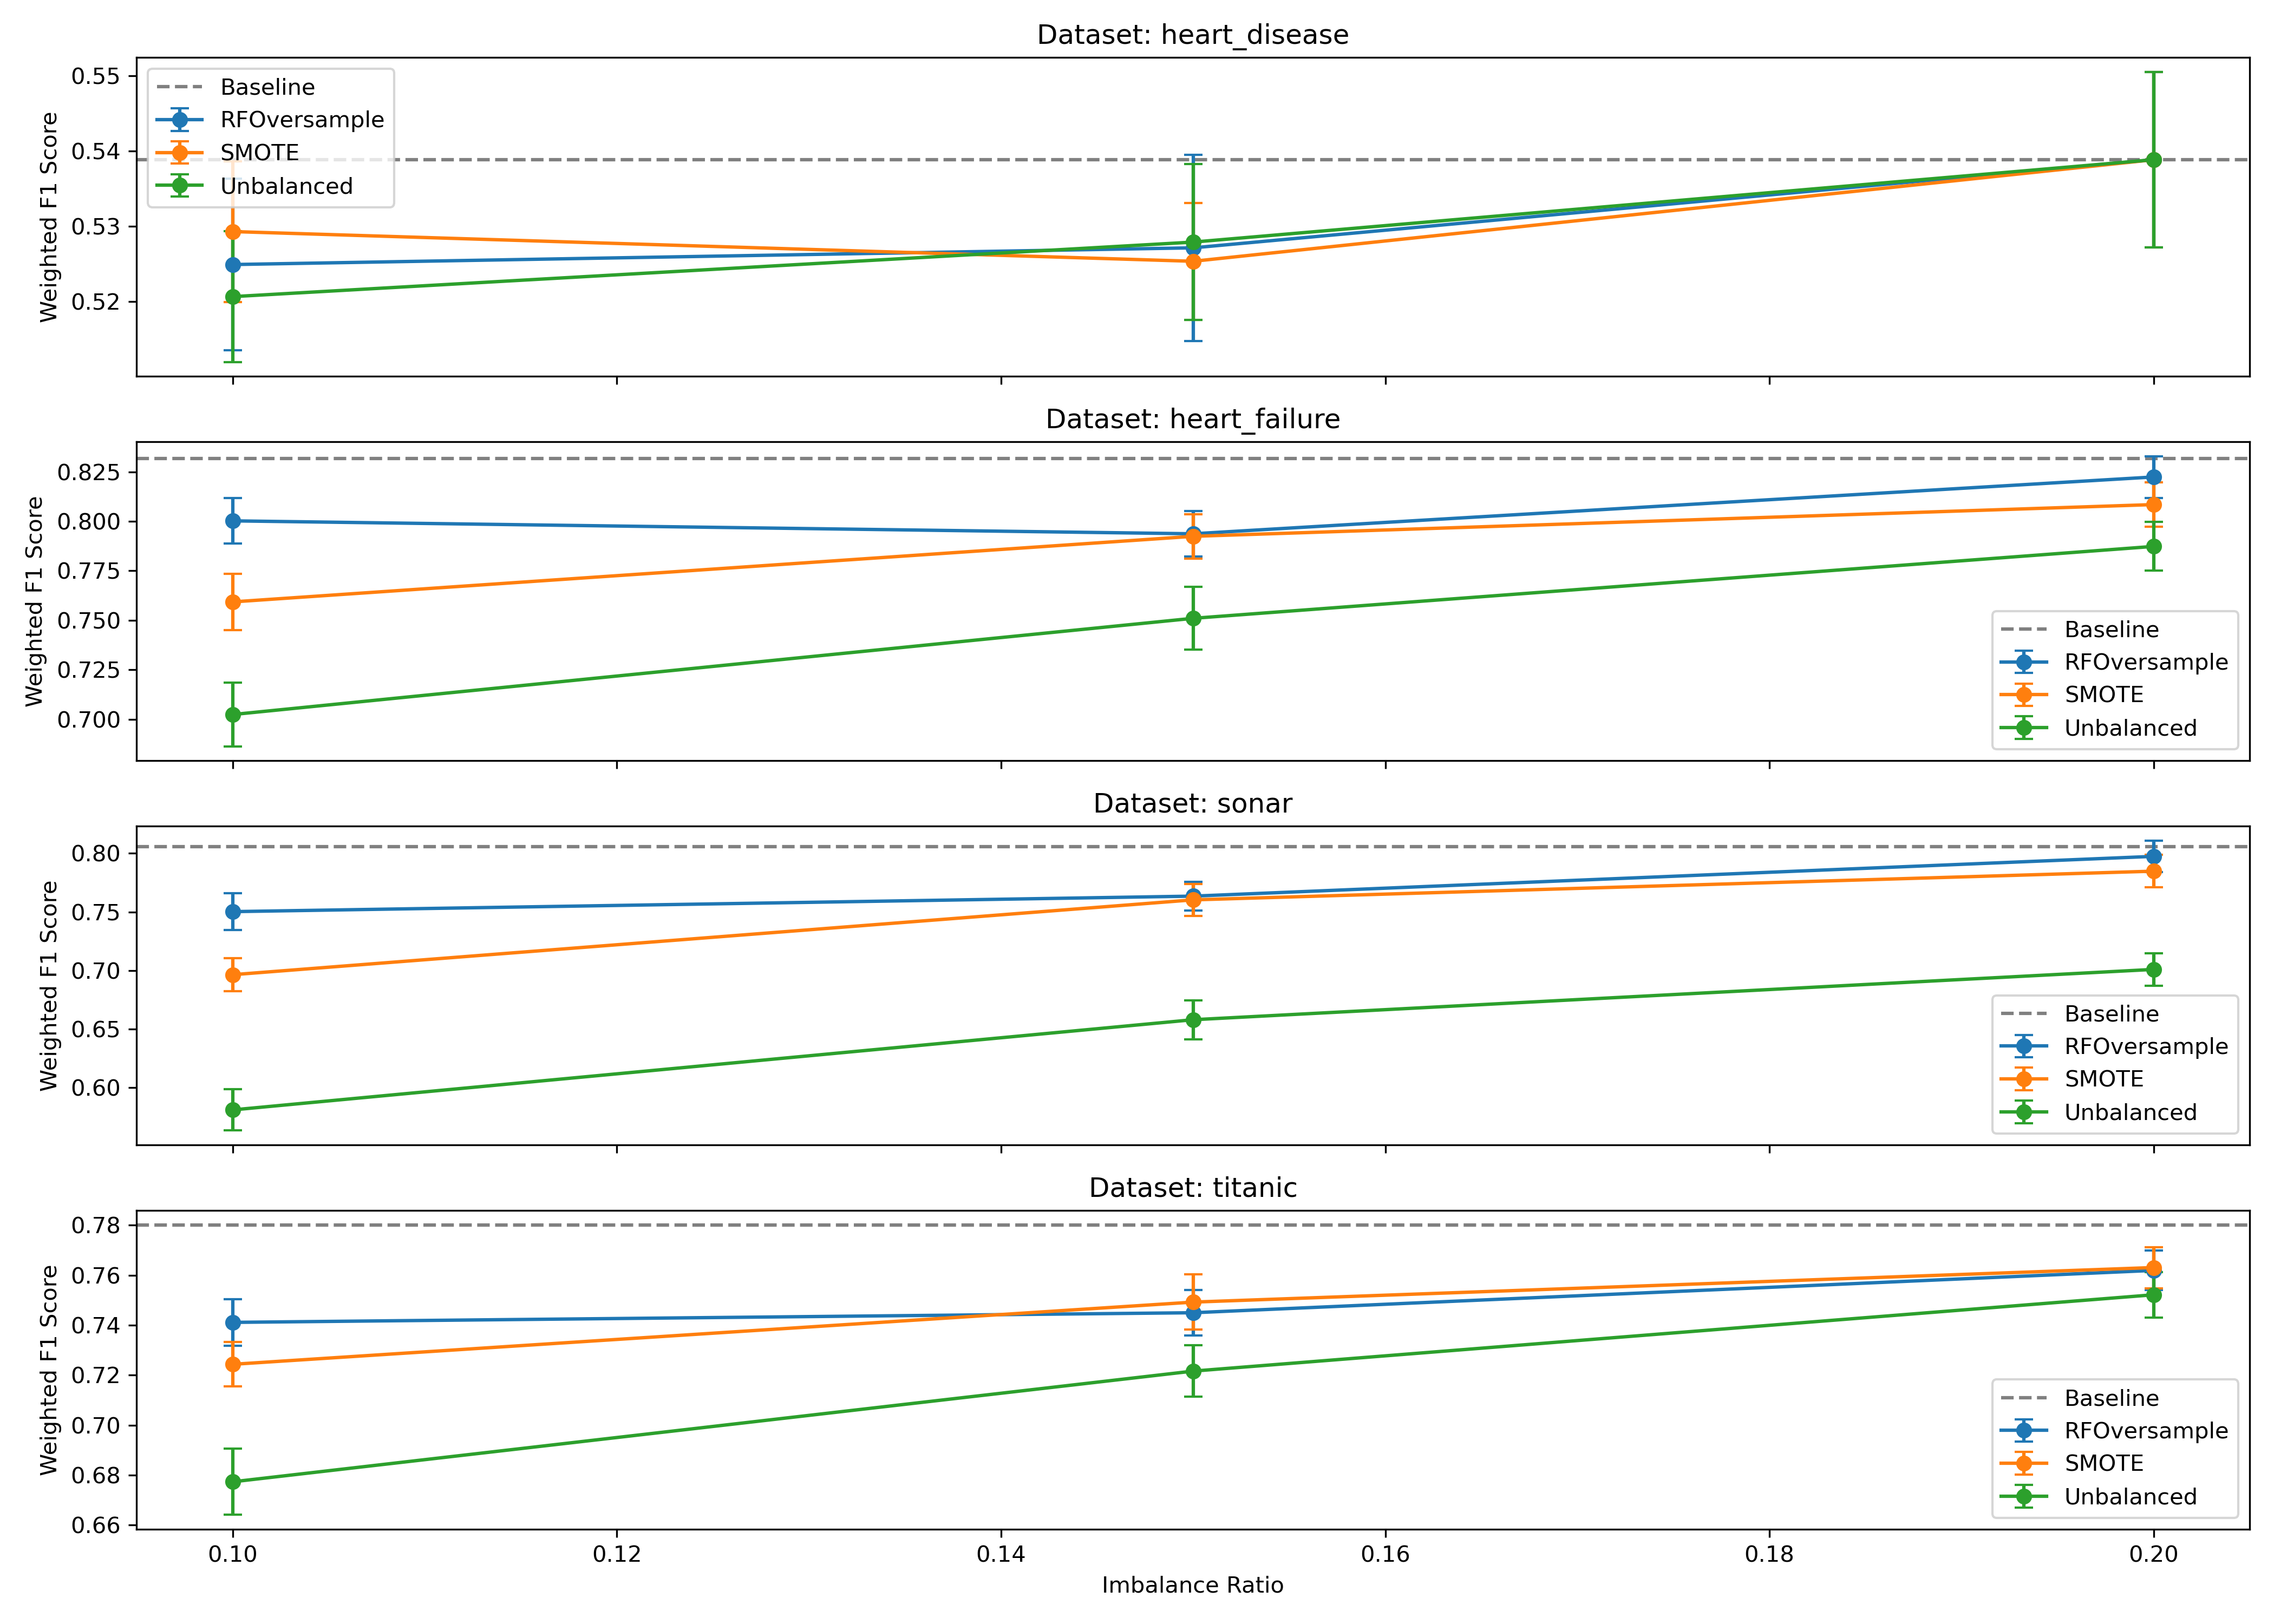 Dataset: heart_disease
Weighted F1 Score
0.55
0.54
0.53
0.52
Baseline
RFOversample
SMOTE
Unbalanced
Dataset: heart_failure
Weighted F1 Score
0.825
0.800
0.775
0.750
0.725
0.700
Baseline
RFOversample
SMOTE
Unbalanced
Dataset: sonar
Weighted F1 Score
0.80
0.75
0.70
0.65
0.60
Baseline
RFOversample
SMOTE
Unbalanced
Dataset: titanic
Weighted F1 Score
0.78
0.76
0.74
0.72
0.70
0.68
0.66
Baseline
RFOversample
SMOTE
Unbalanced
0.10 0.12 0.14 0.16 0.18 0.20
Imbalance Ratio